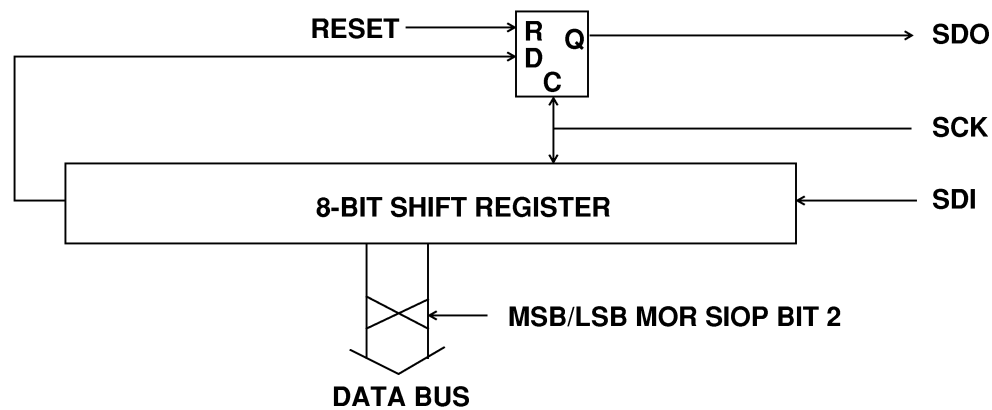 RESET
R
Q
D
C
SDO
SCK
8-BIT SHIFT REGISTER
SDI
MSB/LSB MOR SIOP BIT 2
DATA BUS